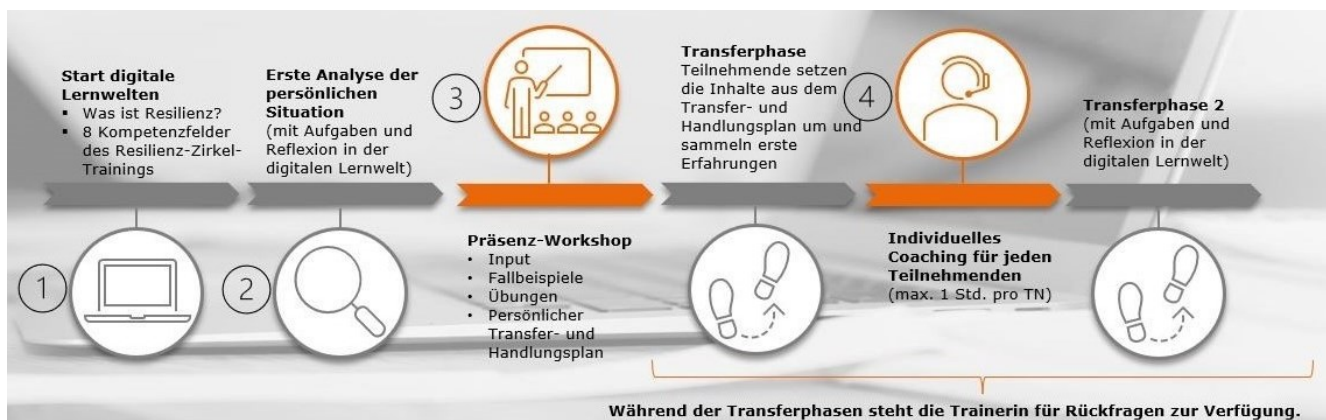 Start digitale
Lernwelten
▪ Was ist Resilienz?
▪ 8 Kompetenzfelder
des Resilienz-Zirkel-
Trainings
1
Erste Analyse der
persönlichen
Situation
(mit Aufgaben und
Reflexion in der
digitalen Lernwelt)
2
3
Präsenz-Workshop
• Input
• Fallbeispiele
• Übungen
• Persönlicher
Transfer- und
Handlungsplan
Transferphase
Teilnehmende setzen
die Inhalte aus dem
Transfer- und
Handlungsplan um und
sammeln erste
Erfahrungen
4
Individuelles
Coaching für jeden
Teilnehmenden
(max. 1 Std. pro TN)
Transferphase 2
(mit Aufgaben und
Reflexion in der
digitalen Lernwelt)
Während der Transferphasen steht die Trainerin für Rückfragen zur Verfügung.